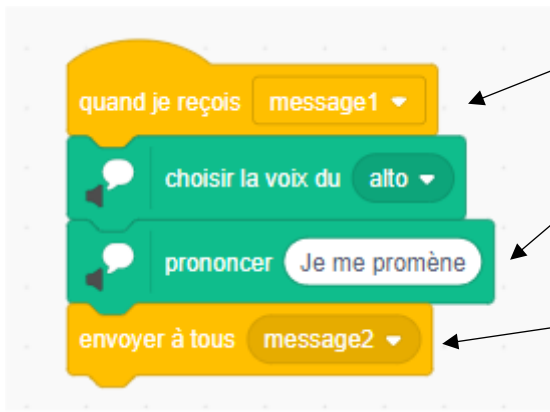 quand je reçois message1
choisir la voix du alto
prononcer Je me promène
envoyer à tous message2